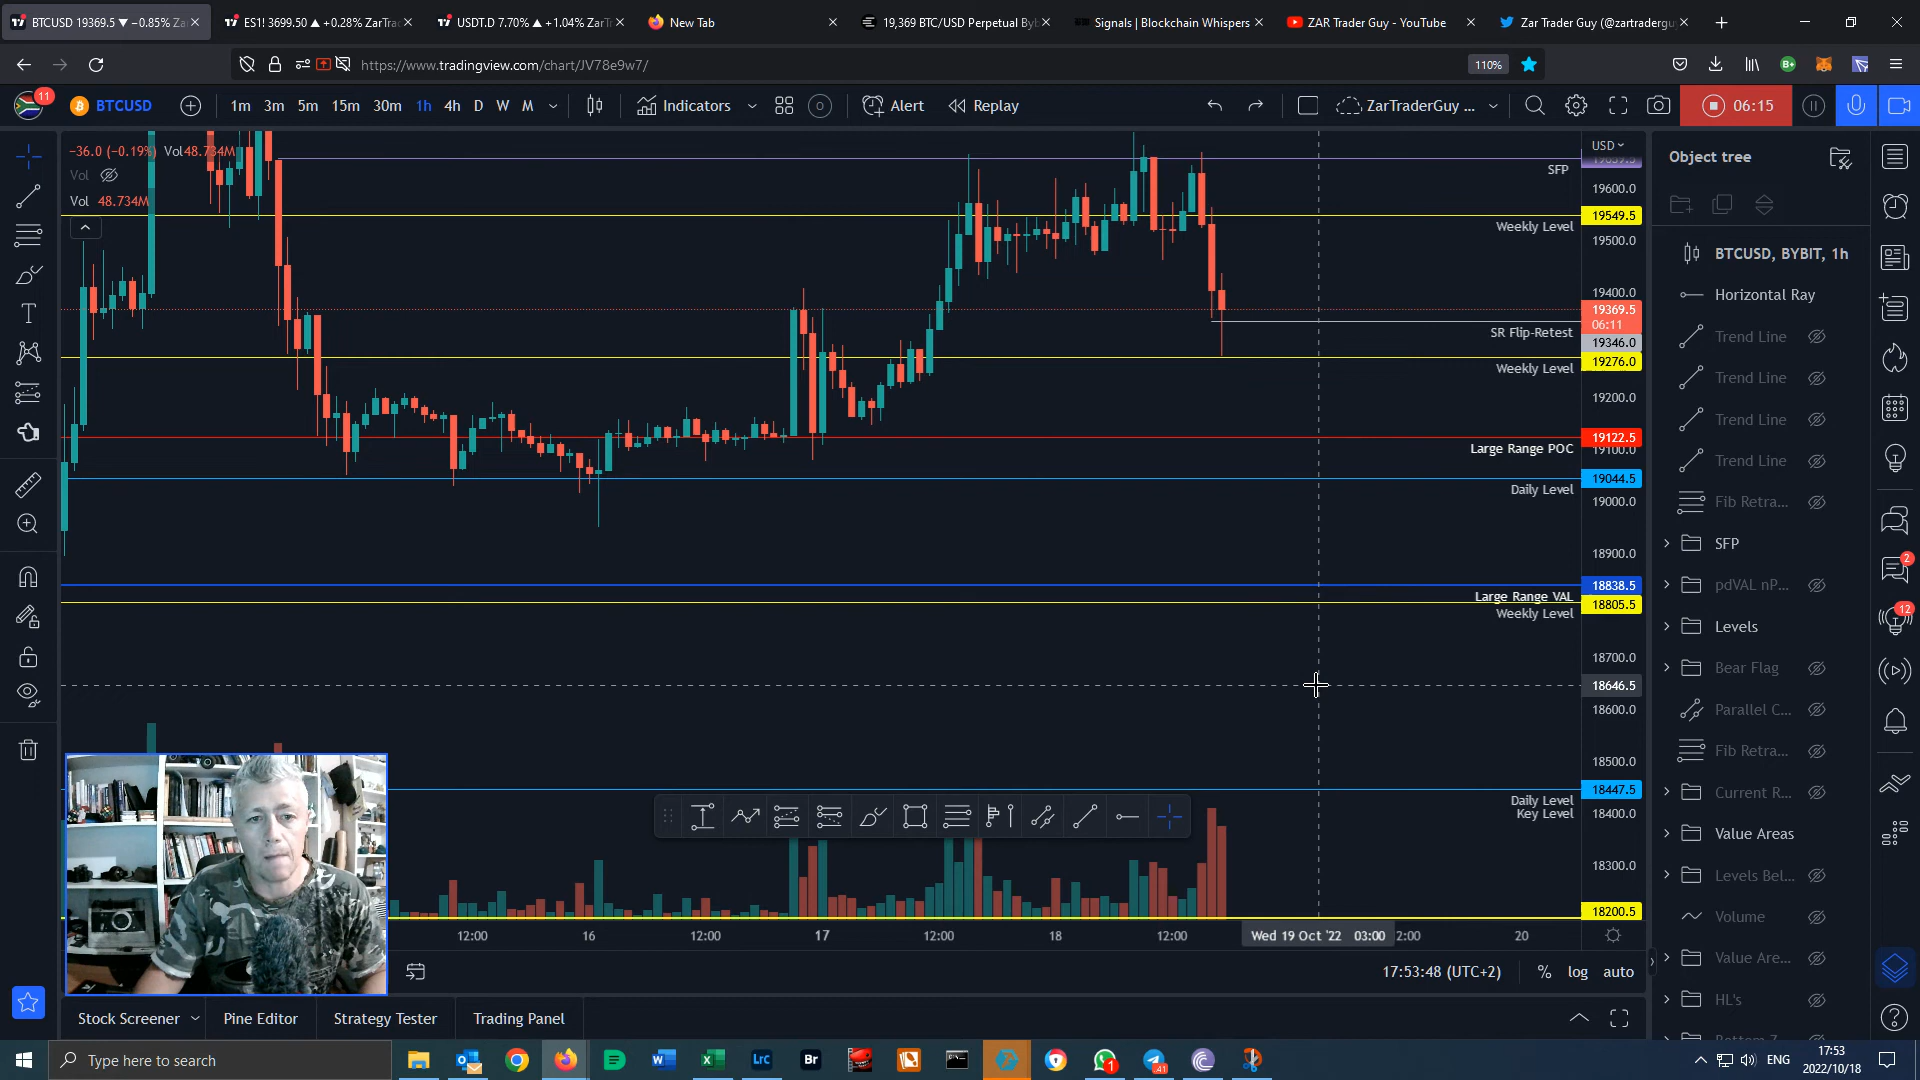 BTCUSD 19369.5 ▼ −0.85% Za
ES1! 3699.50 ▲ +0.28% ZarTra
USDT.D 7.70% ▲ +1.04% ZarT
New Tab
19,369 BTC/USD Perpetual Byb
Signals | Blockchain Whispers
ZAR Trader Guy - YouTube
Zar Trader Guy (@zartradergu
https://www.tradingview.com/chart/JV78e9w7/
110%
11
BTCUSD
1m 3m 5m 15m 30m 1h 4h D W M
Indicators
Alert
Replay
ZarTraderGuy ...
06:15
−36.0 (−0.19%) Vol48.734M
Vol
Vol 48.734M
USD
SFP
19600.0
19549.5
Weekly Level
19500.0
19400.0
19369.5
06:11
SR Flip-Retest
19346.0
19276.0
Weekly Level
19200.0
19122.5
Large Range POC
19100.0
19044.5
Daily Level
19000.0
18900.0
18838.5
Large Range VAL
18805.5
Weekly Level
18700.0
18646.5
18600.0
18500.0
18447.5
Daily Level
Key Level
18400.0
18300.0
18200.5
12:00 16 12:00 17 12:00 18 12:00 Wed 19 Oct '22 03:00 2:00 20
17:53:48 (UTC+2) % log auto
Stock Screener Pine Editor Strategy Tester Trading Panel
Object tree
BTCUSD, BYBIT, 1h
Horizontal Ray
Trend Line
Trend Line
Trend Line
Trend Line
Fib Retra...
SFP
pdVAL nP...
Levels
Bear Flag
Parallel C...
Fib Retra...
Current R...
Value Areas
Levels Bel...
Volume
Value Are...
HL's
2
12
Type here to search
Lrc
Br
1
41
ENG
17:53
2022/10/18